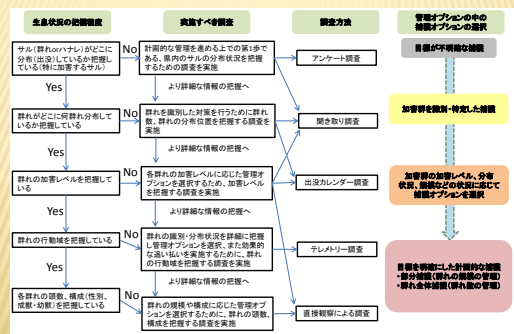 生息状況の把握程度
実施すべき調査
調査方法
管理オプションの中の
捕獲オプションの選択
サル(群れorハナレ)がどこに
分布(出没)しているか把握し
ている(特に加害するサル)
No
計画的な管理を進める上での第1歩で
ある、県内のサルの分布状況を把握
するための調査を実施
アンケート調査
目標が不明確な捕獲
Yes
より詳細な情報の把握へ
群れがどこに何群れ分布して
いるか把握している
No
群れを識別した対策を行うために群れ
数、群れの分布位置を把握する調査を
実施
聞き取り調査
加害群を識別・特定した捕獲
Yes
より詳細な情報の把握へ
群れの加害レベルを把握して
いる
No
各群れの加害レベルに応じた管理オ
プションを選択するため、加害レベル
を把握する調査を実施
出没カレンダー調査
加害群の加害レベル、分布
状況、規模などの状況に応じて
捕獲オプションを選択
Yes
より詳細な情報の把握へ
群れの行動域を把握している
No
群れの識別・分布状況を詳細に把握
し管理オプションを選択、また効果的
な追い払いを実施するために、群れ
の行動域を把握する調査を実施
テレメトリー調査
目標を明確にした計画的な捕獲
・部分捕獲(群れの規模の管理)
・群れ全体捕獲(群れ数の管理)
Yes
より詳細な情報の把握へ
各群れの頭数、構成(性別、
成獣・幼獣)を把握している
No
群れの規模や構成に応じた管理オプ
ションを選択するために、群れの頭数、
構成を把握する調査を実施
直接観察による調査